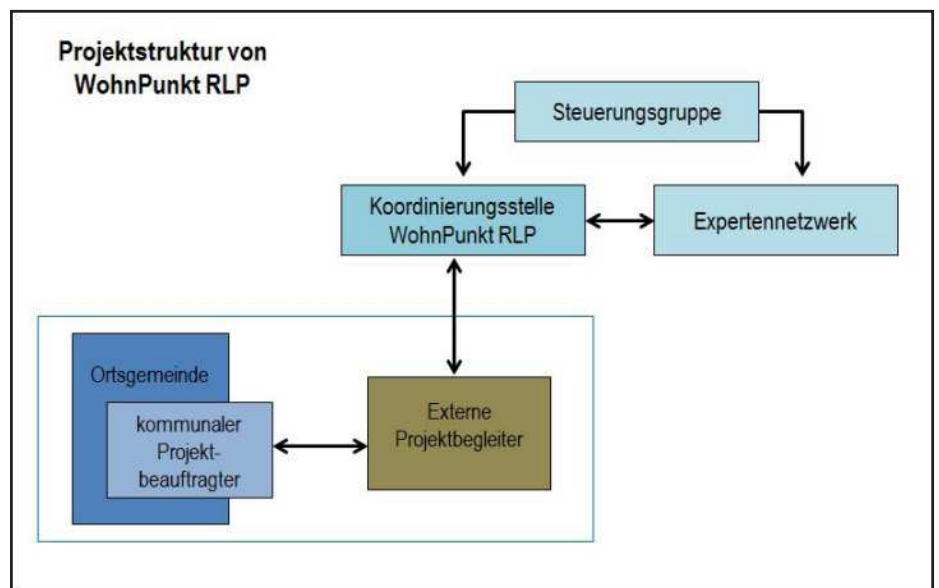 Projektstruktur von
WohnPunkt RLP
Steuerungsgruppe
Koordinierungsstelle
WohnPunkt RLP
Expertennetzwerk
Ortsgemeinde
kommunaler
Projekt-
beauftragter
Externe
Projektbegleiter